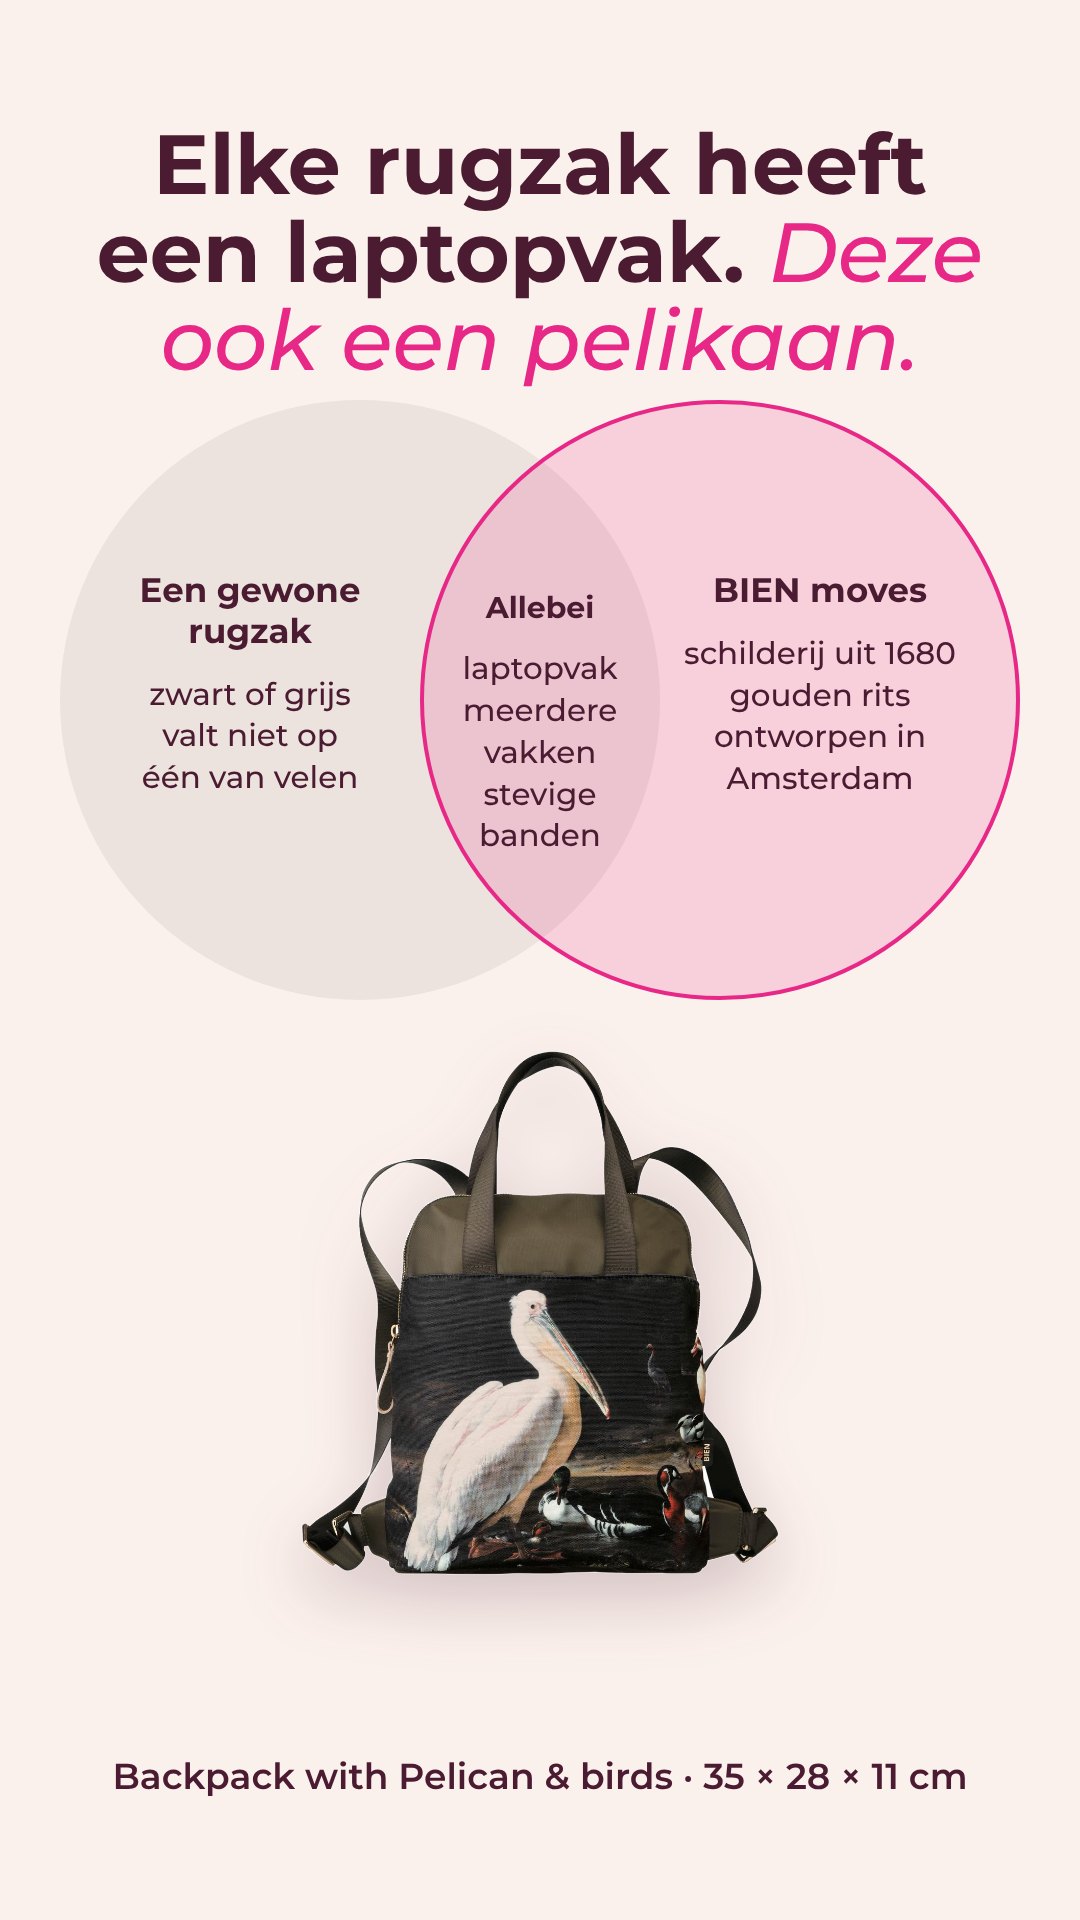 Elke rugzak heeft
een laptopvak. Deze
ook een pelikaan.
Een gewone
rugzak
zwart of grijs
valt niet op
één van velen
Allebei
laptopvak
meerdere
vakken
stevige
banden
BIEN moves
schilderij uit 1680
gouden rits
ontworpen in
Amsterdam
BIEN
Backpack with Pelican & birds · 35 × 28 × 11 cm